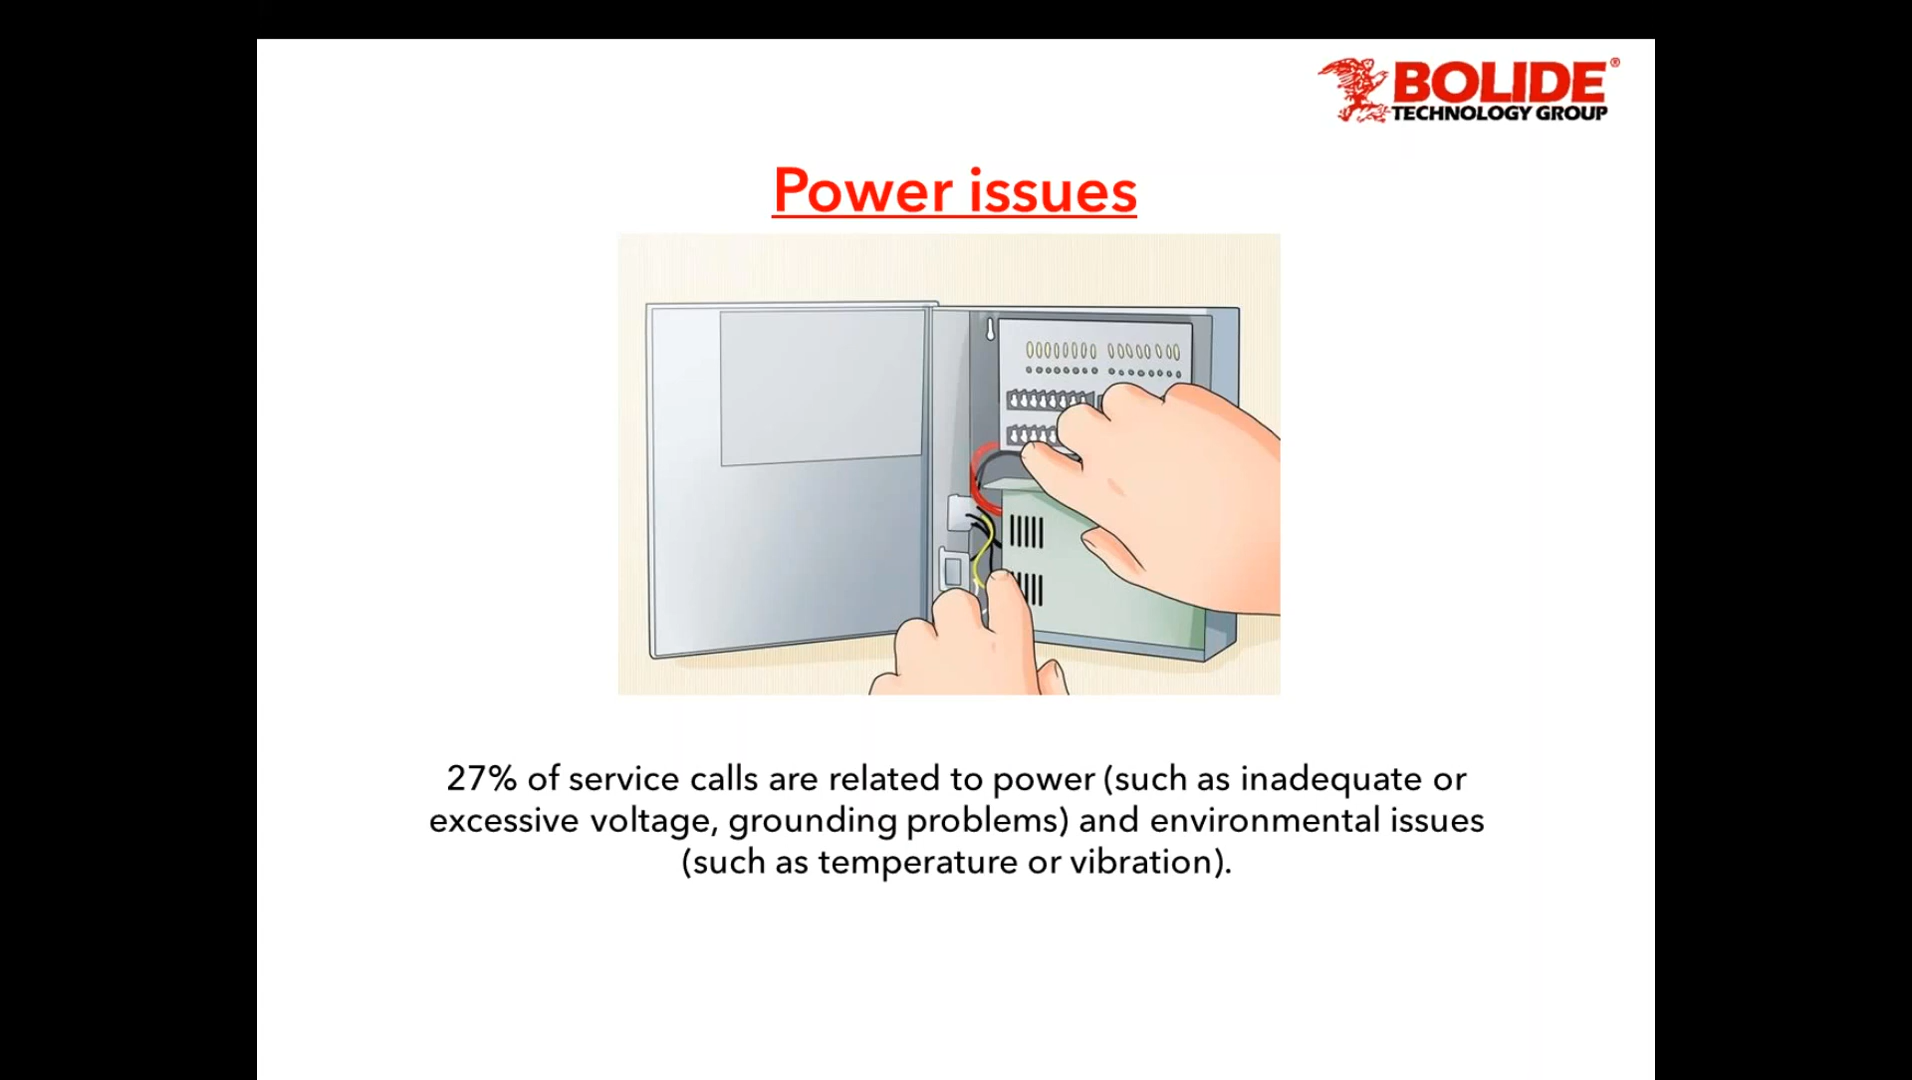 BOLIDE®
TECHNOLOGY GROUP
Power issues
27% of service calls are related to power (such as inadequate or
excessive voltage, grounding problems) and environmental issues
(such as temperature or vibration).